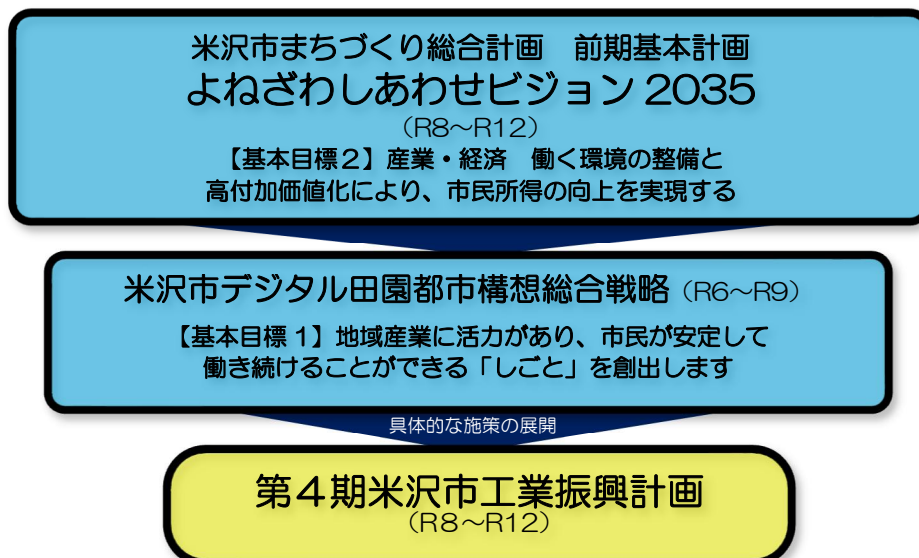 米沢市まちづくり総合計画　前期基本計画
よねざわしあわせビジョン 2035
（R8～R12）
【基本目標２】産業・経済　働く環境の整備と
高付加価値化により、市民所得の向上を実現する
米沢市デジタル田園都市構想総合戦略（R6～R9）
【基本目標 1】地域産業に活力があり、市民が安定して
働き続けることができる「しごと」を創出します
具体的な施策の展開
第４期米沢市工業振興計画
（R8～R12）